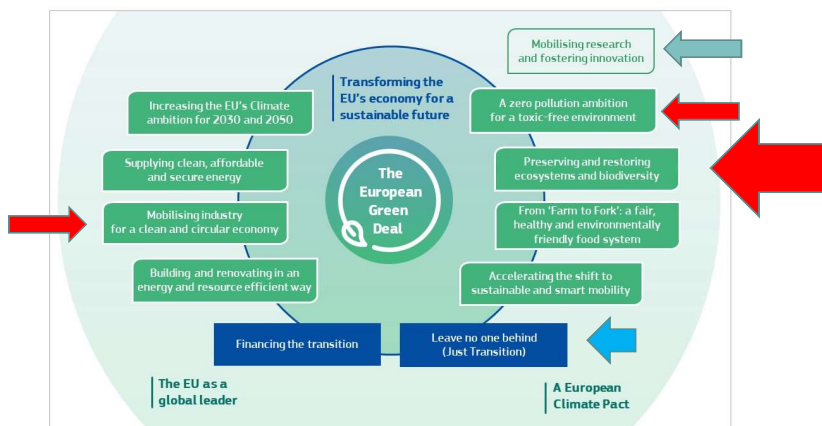 Mobilising research
and fostering innovation
Transforming the
EU's economy for a
sustainable future
Increasing the EU's Climate
ambition for 2030 and 2050
A zero pollution ambition
for a toxic-free environment
Supplying clean, affordable
and secure energy
The
European
Green
Deal
Preserving and restoring
ecosystems and biodiversity
Mobilising industry
for a clean and circular economy
From 'Farm to Fork': a fair,
healthy and environmentally
friendly food system
Building and renovating in an
energy and resource efficient way
Accelerating the shift to
sustainable and smart mobility
Financing the transition
Leave no one behind
(Just Transition)
The EU as a
global leader
A European
Climate Pact